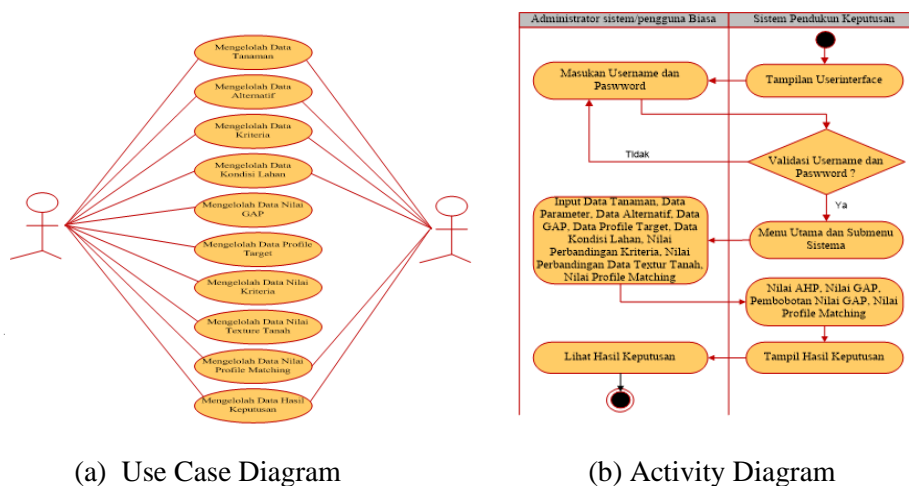 Mengelolah Data
Tanaman
Mengelolah Data
Alternatif
Mengelolah Data
Kriteria
Mengelolah Data
Kondisi Lahan
Mengelolah Data Nilai
GAP
Mengelolah Data Profile
Target
Mengelolah Data Nilai
Kriteria
Mengelolah Data Nilai
Texture Tanah
Mengelolah Data Nilai
Profile Matching
Mengelolah Data Hasil
Keputusan
(a) Use Case Diagram
Administrator sistem/pengguna Biasa
Sistem Pendukun Keputusan
Tampilan Userinterface
Masukan Username dan
Paswword
Validasi Username dan
Paswword ?
Tidak
Ya
Menu Utama dan Submenu
Sistema
Input Data Tanaman, Data
Parameter, Data Alternatif, Data
GAP, Data Profile Target, Data
Kondisi Lahan, Nilai
Perbandingan Kriteria, Nilai
Perbandingan Data Textur Tanah,
Nilai Profile Matching
Nilai AHP, Nilai GAP,
Pembobotan Nilai GAP, Nilai
Profile Matching
Tampil Hasil Keputusan
Lihat Hasil Keputusan
(b) Activity Diagram